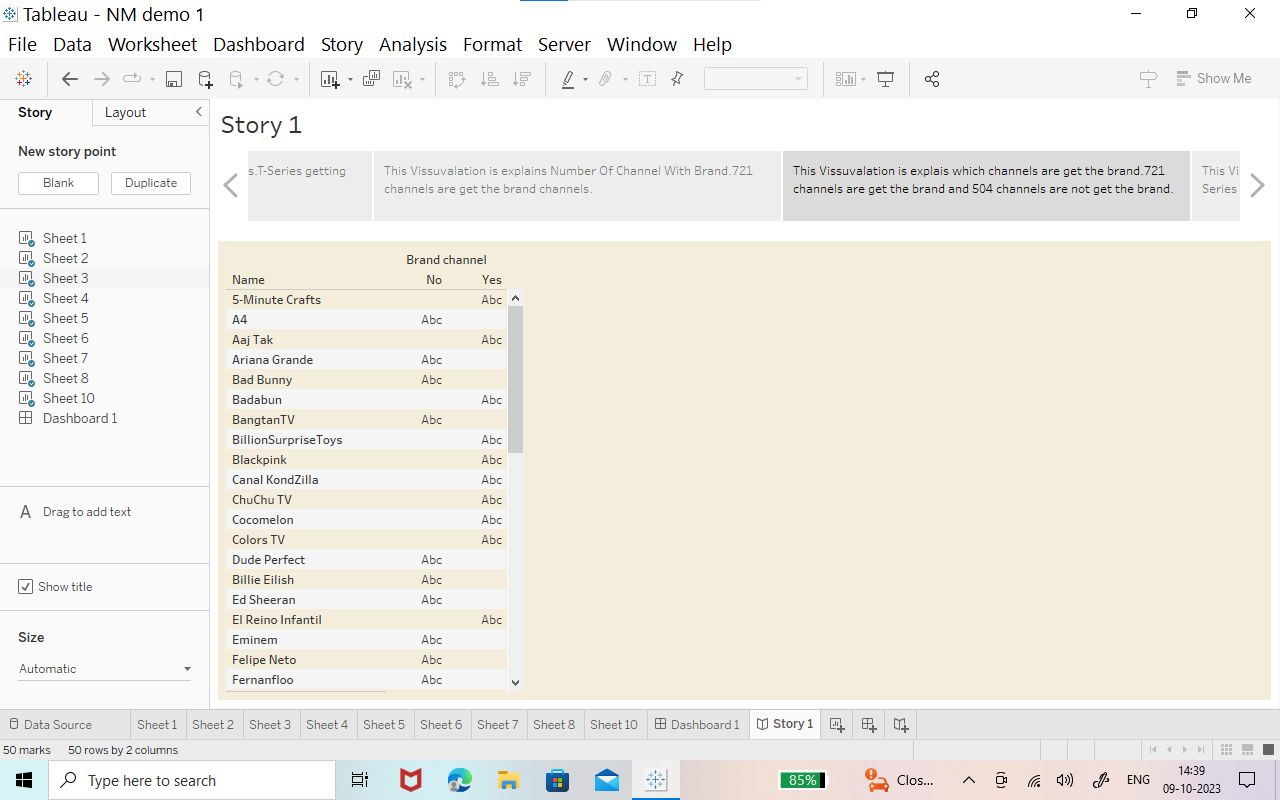 Tableau - NM demo 1
File Data Worksheet Dashboard Story Analysis Format Server Window Help
Show Me
Story Layout
New story point
Blank Duplicate
Sheet 1
Sheet 2
Sheet 3
Sheet 4
Sheet 5
Sheet 6
Sheet 7
Sheet 8
Sheet 10
Dashboard 1
A Drag to add text
Show title
Size
Automatic
Story 1
s.T-Series getting
This Vissuvalation is explains Number Of Channel With Brand.721
channels are get the brand channels.
This Vissuvalation is explais which channels are get the brand.721
channels are get the brand and 504 channels are not get the brand.
This Vi
Series
Brand channel
Name No Yes
5-Minute Crafts Abc
A4 Abc
Aaj Tak Abc
Ariana Grande Abc
Bad Bunny Abc
Badabun Abc
BangtanTV Abc
BillionSurpriseToys Abc
Blackpink Abc
Canal KondZilla Abc
ChuChu TV Abc
Cocomelon Abc
Colors TV Abc
Dude Perfect Abc
Billie Eilish Abc
Ed Sheeran Abc
El Reino Infantil Abc
Eminem Abc
Felipe Neto Abc
Fernanfloo Abc
Data Source Sheet 1 Sheet 2 Sheet 3 Sheet 4 Sheet 5 Sheet 6 Sheet 7 Sheet 8 Sheet 10 Dashboard 1 Story 1
50 marks 50 rows by 2 columns
Type here to search 85% Clos... ENG 14:39
09-10-2023